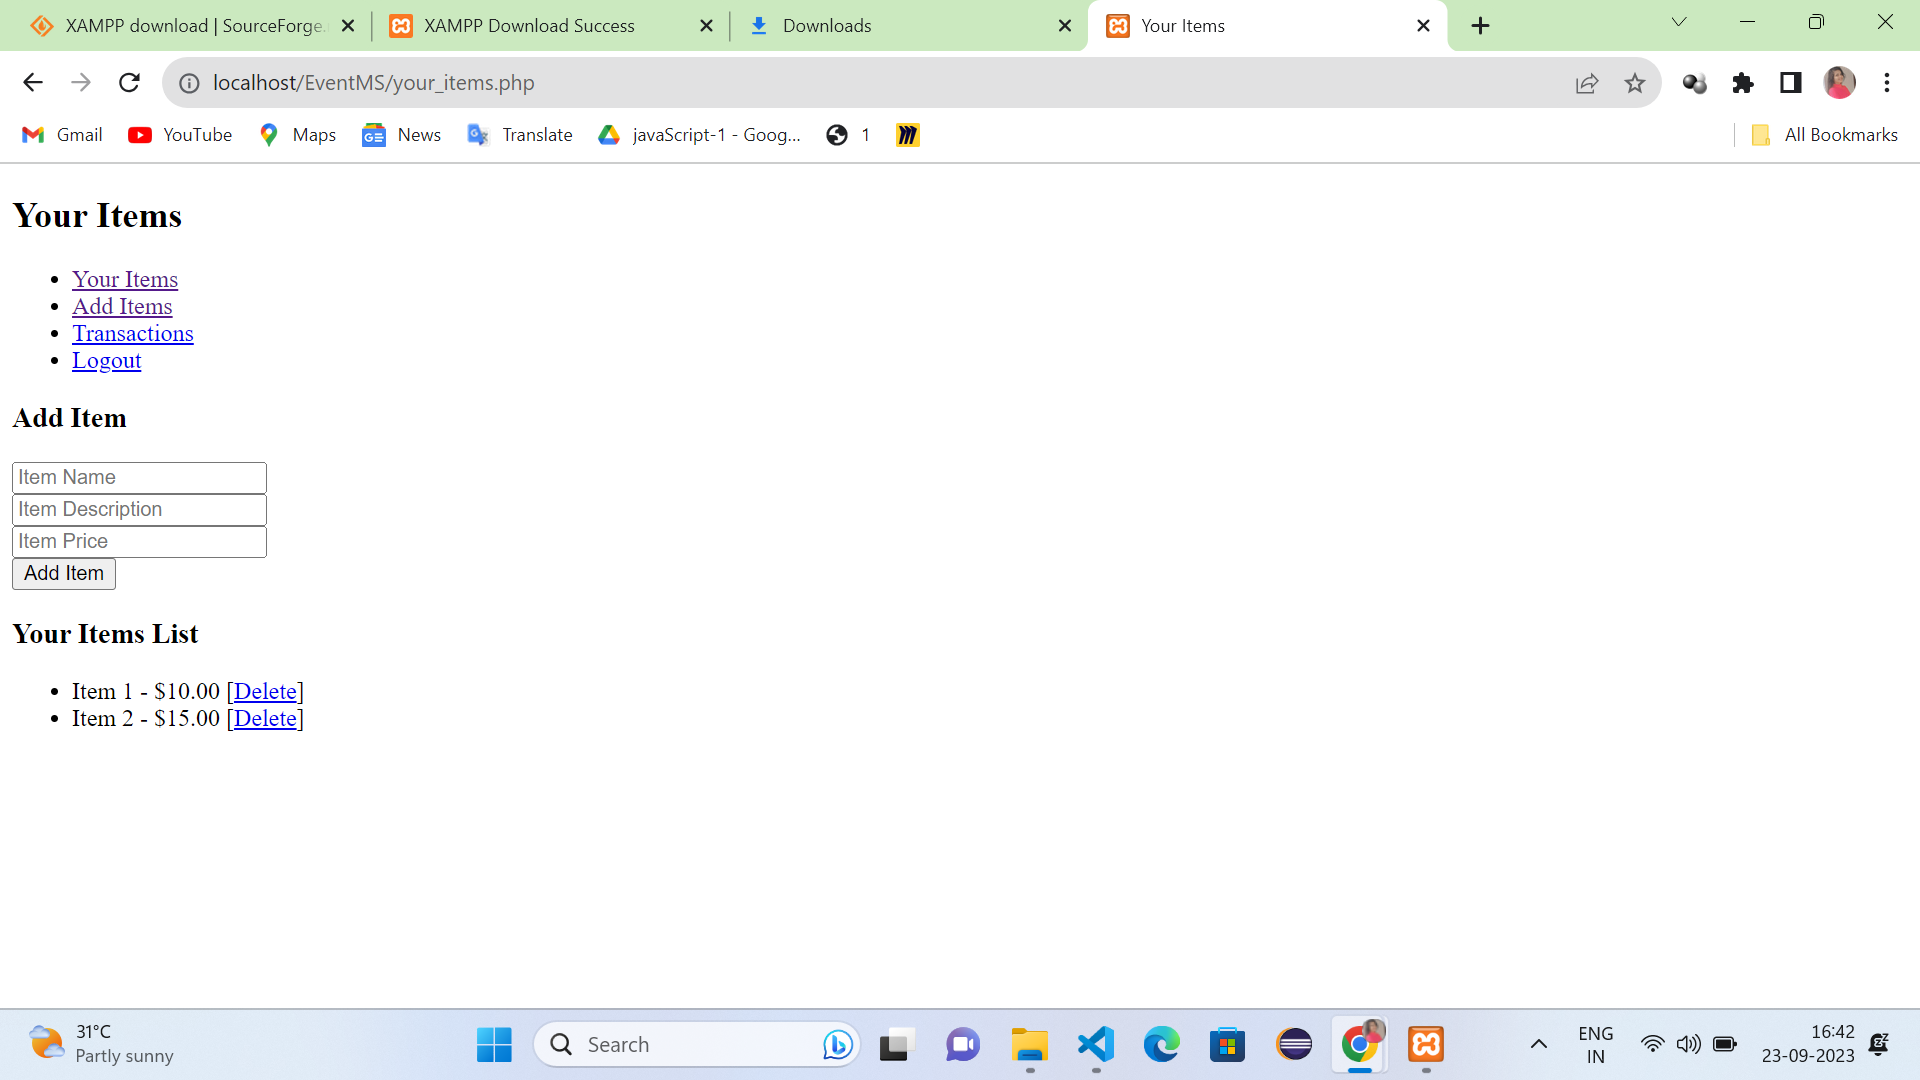 XAMPP download | SourceForge.
XAMPP Download Success
Downloads
Your Items
localhost/EventMS/your_items.php
Gmail
YouTube
Maps
News
Translate
javaScript-1 - Goog...
1
All Bookmarks
Your Items
Your Items
Add Items
Transactions
Logout
Add Item
Item Name
Item Description
Item Price
Add Item
Your Items List
Item 1 - $10.00 [Delete]
Item 2 - $15.00 [Delete]
31°C
Partly sunny
Search
ENG
IN
16:42
23-09-2023